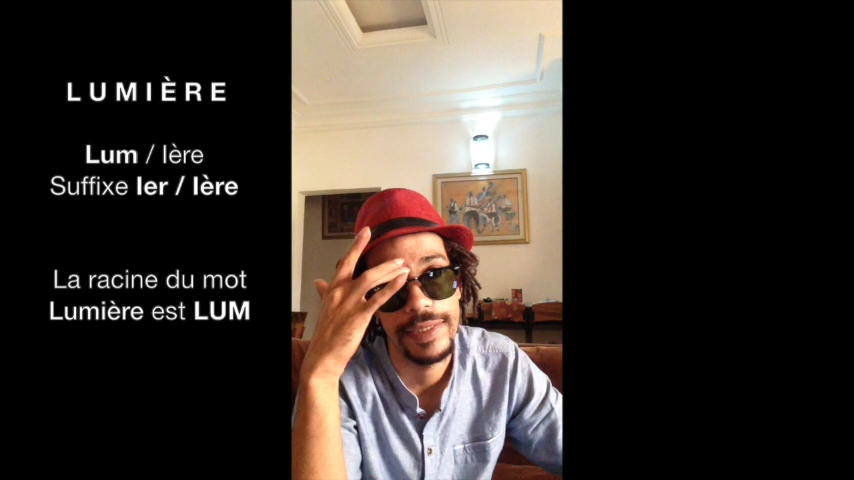 LUMIÈRE
Lum / Ière
Suffixe Ier / Ière
La racine du mot
Lumière est LUM